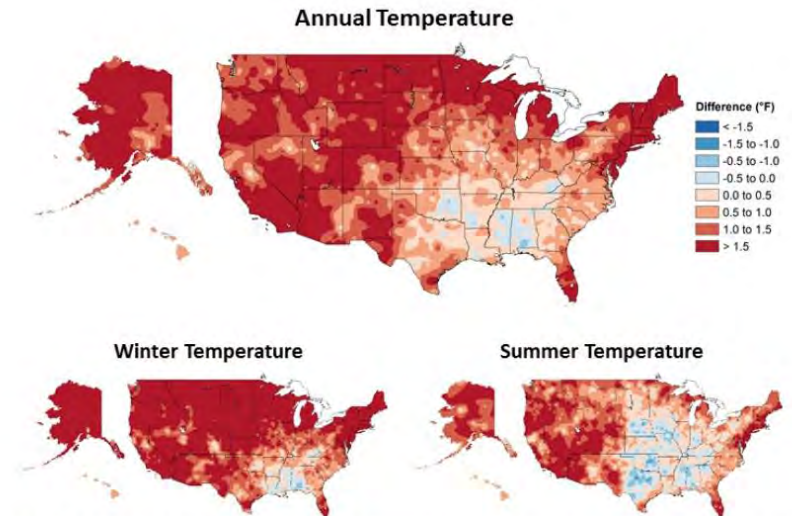 Annual Temperature
Difference (°F)
< -1.5
-1.5 to -1.0
-0.5 to -1.0
-0.5 to 0.0
0.0 to 0.5
0.5 to 1.0
1.0 to 1.5
> 1.5
Winter Temperature
Summer Temperature